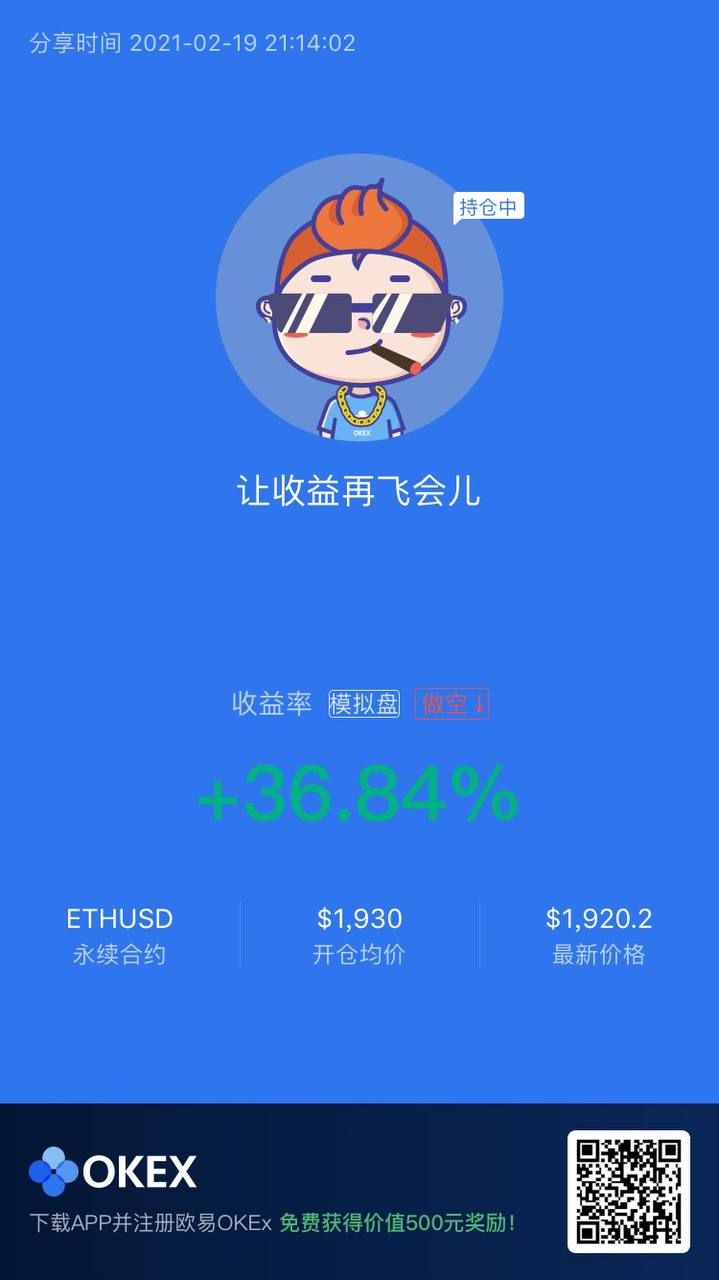 分享时间 2021-02-19 21:14:02
持仓中
OKEX
让收益再飞会儿
收益率 模拟盘 做空↓
+36.84%
ETHUSD $1,930 $1,920.2
永续合约 开仓均价 最新价格
OKEX
下载APP并注册欧易OKEx 免费获得价值500元奖励！